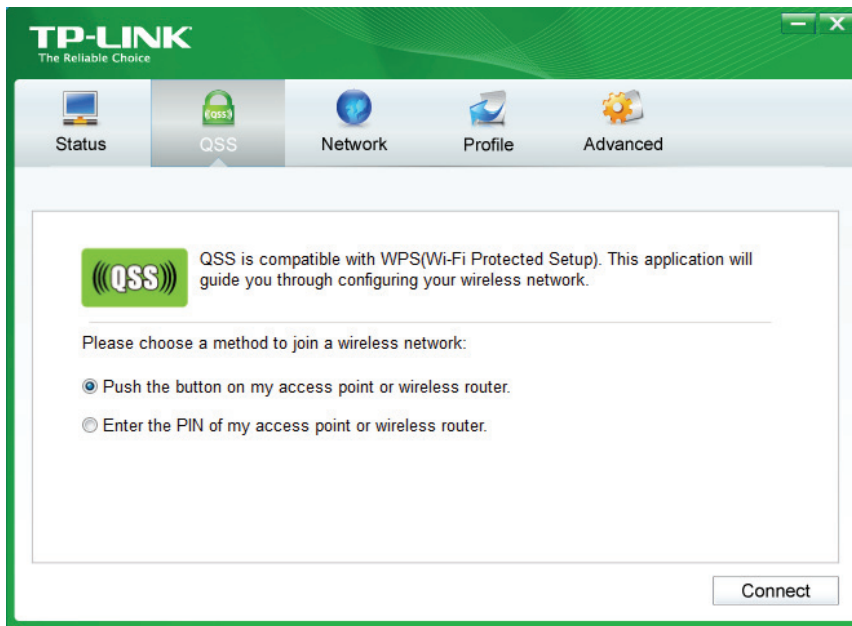 TP-LINK
The Reliable Choice
Status
QSS
QSS
Network
Profile
Advanced
QSS
QSS is compatible with WPS(Wi-Fi Protected Setup). This application will
guide you through configuring your wireless network.
Please choose a method to join a wireless network:
Push the button on my access point or wireless router.
Enter the PIN of my access point or wireless router.
Connect